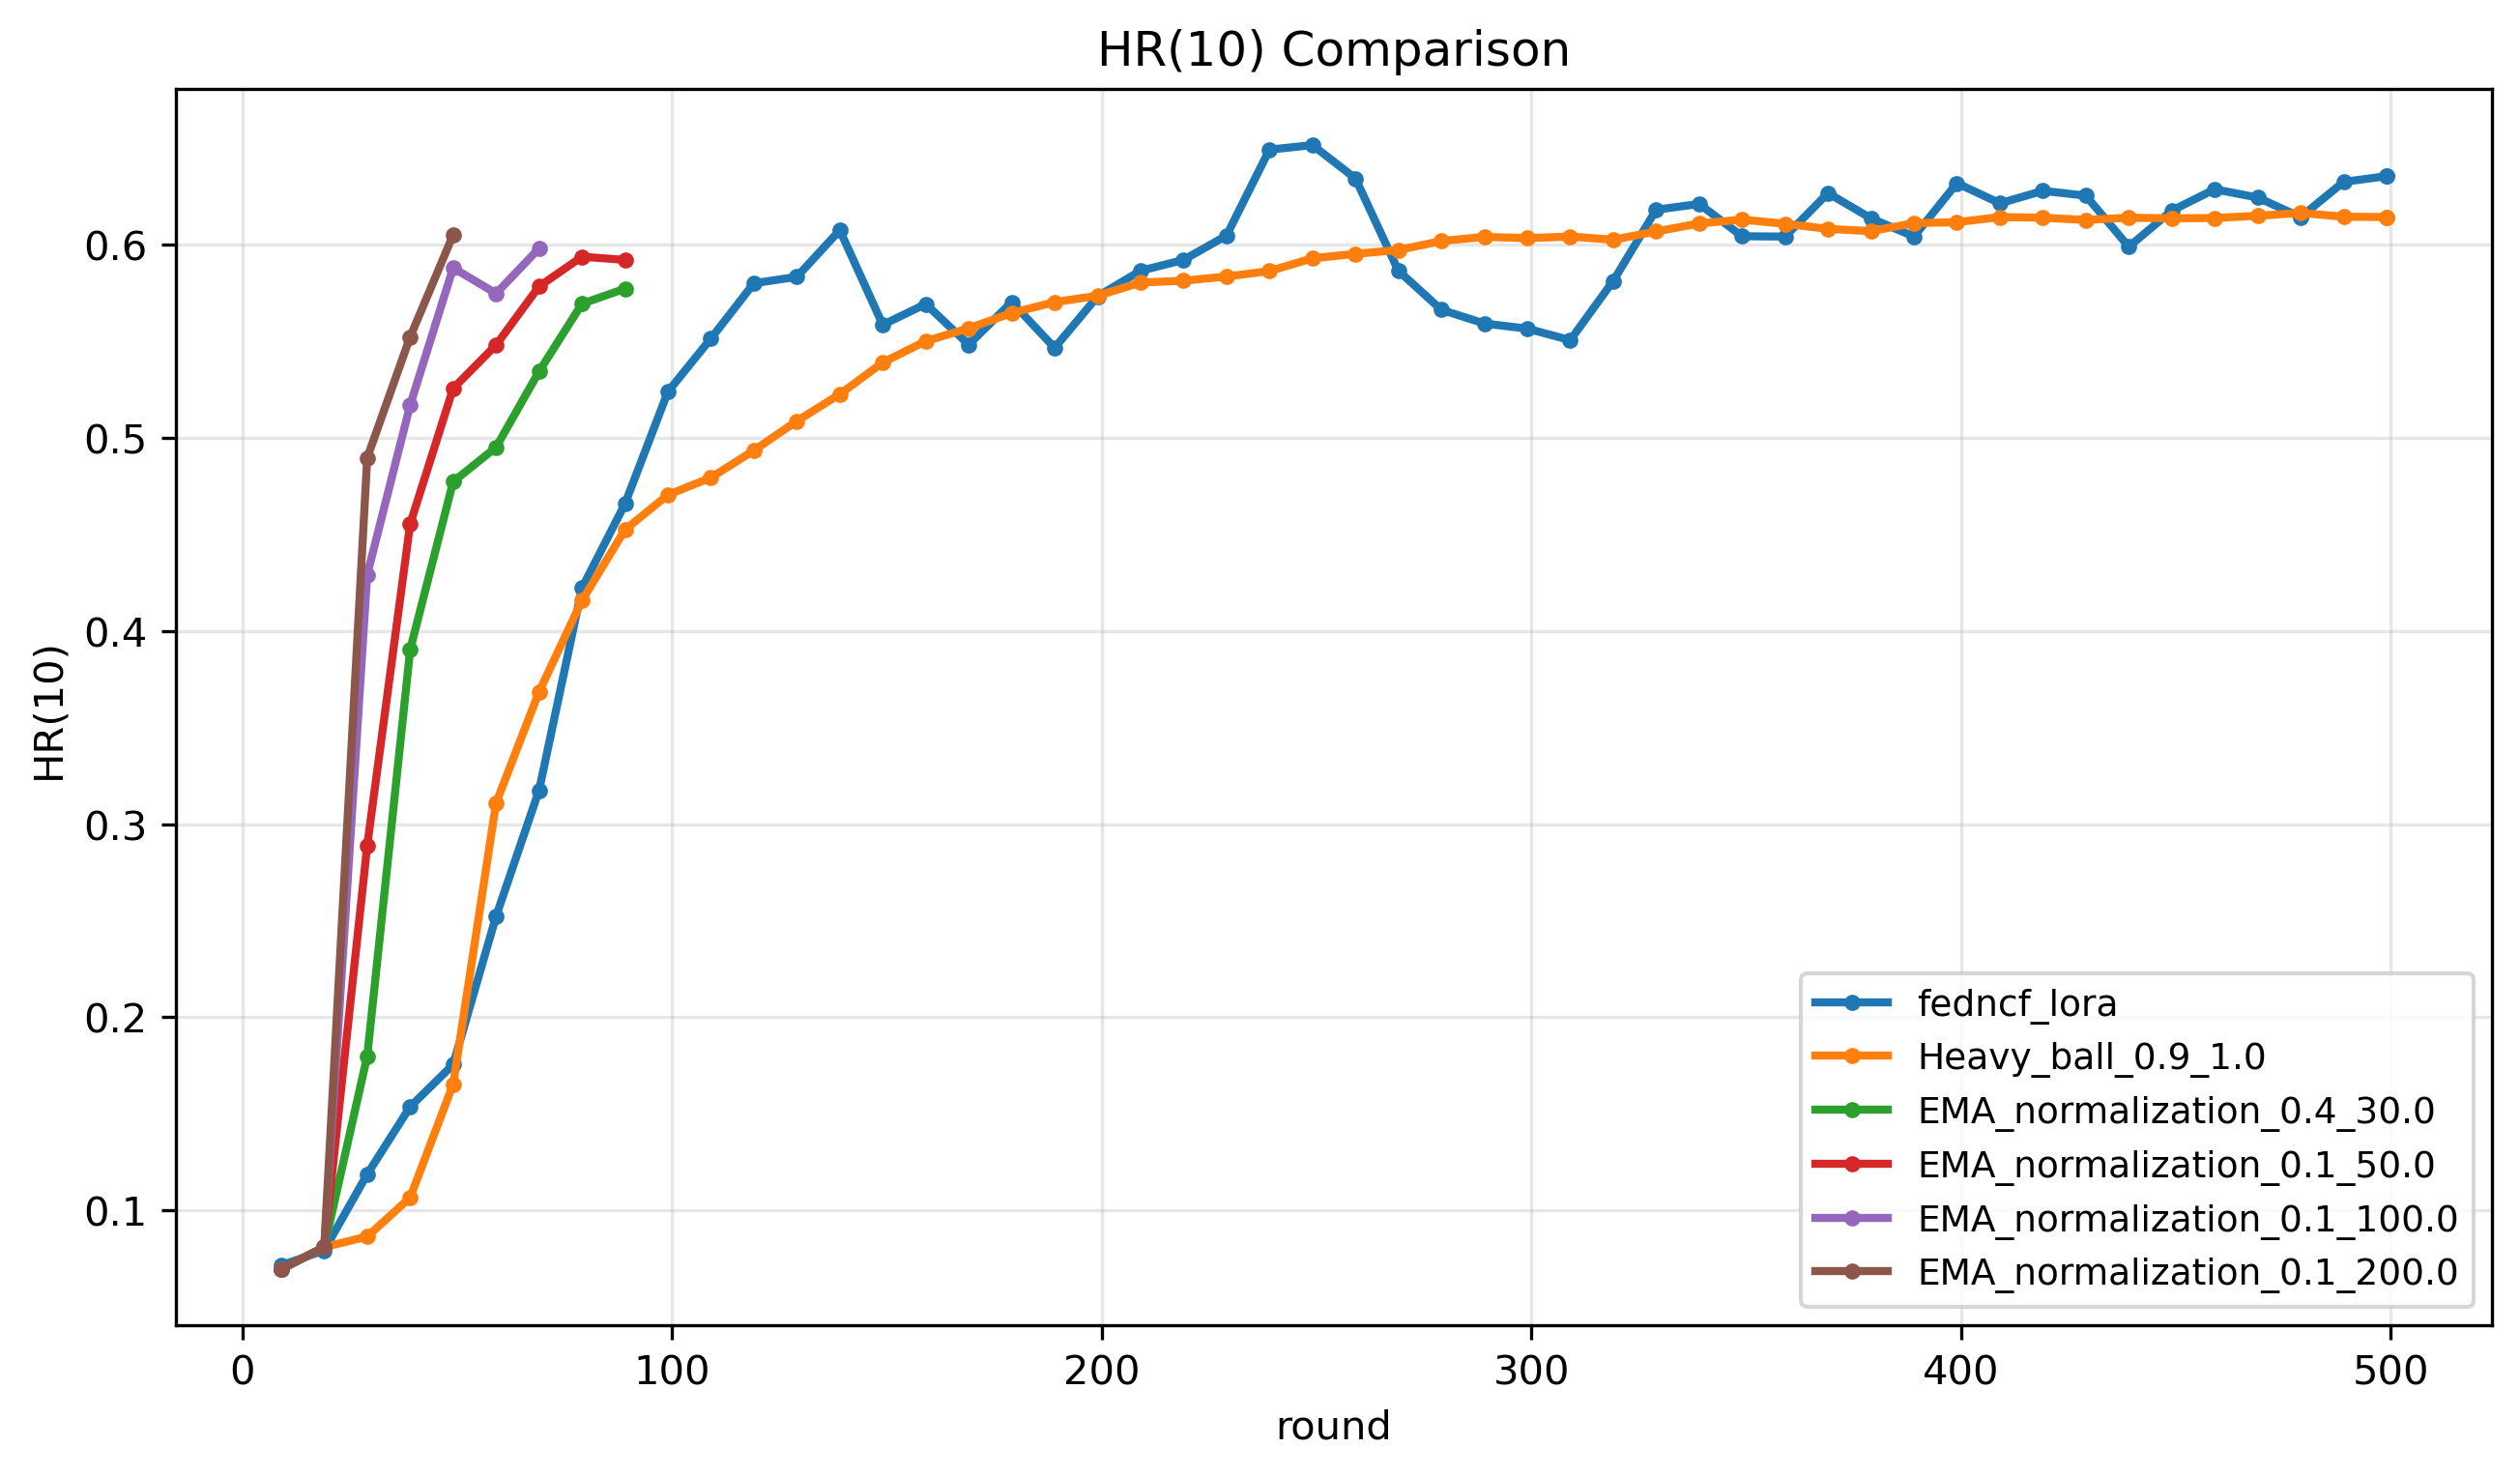 HR(10) Comparison
HR(10)
0.6
0.5
0.4
0.3
0.2
0.1
0
100
200
300
400
500
round
fedncf_lora
Heavy_ball_0.9_1.0
EMA_normalization_0.4_30.0
EMA_normalization_0.1_50.0
EMA_normalization_0.1_100.0
EMA_normalization_0.1_200.0